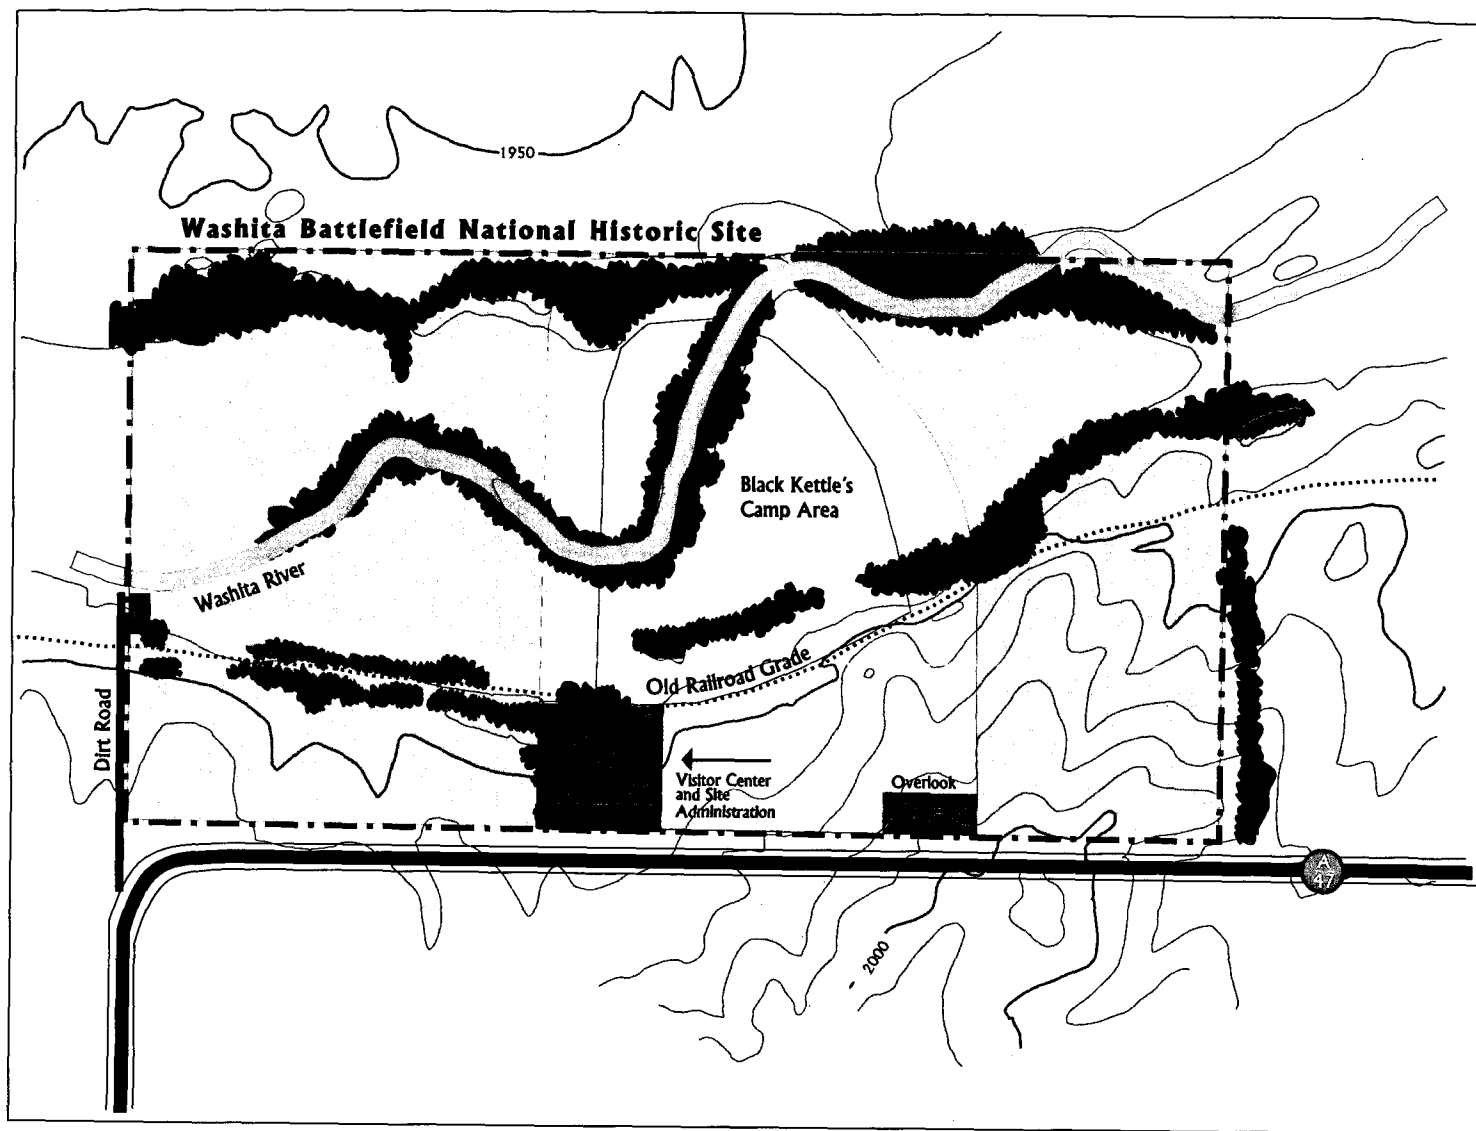 1950
Washita Battlefield National Historic Site
Black Kettle's
Camp Area
Washita River
Old Railroad Grade
Dirt Road
Visitor Center
and Site
Administration
Overlook
A
47
2000